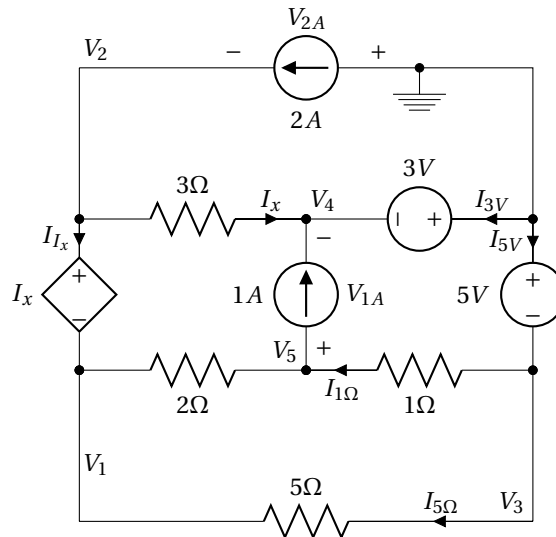 V2A
V2 − +
2A
3Ω Ix V4 3V
IIx − + I3V
I5V
+ − +
Ix 1A V1A 5V
− V5 + −
2Ω I1Ω 1Ω
V1 5Ω I5Ω V3